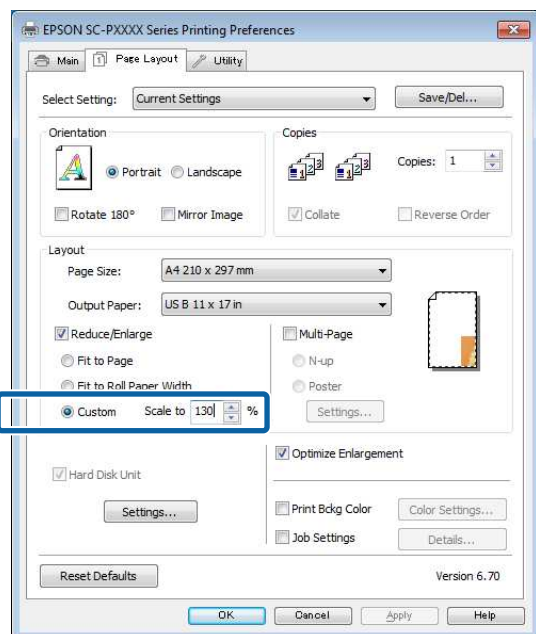 EPSON SC-PXXXX Series Printing Preferences
Main Page Layout Utility
Select Setting: Current Settings Save/Del...
Orientation
Portrait Landscape
Rotate 180° Mirror Image
Copies
Copies: 1
Collate Reverse Order
Layout
Page Size: A4 210 x 297 mm
Output Paper: US B 11 x 17 in
Reduce/Enlarge
Fit to Page
Fit to Roll Paper Width
Custom Scale to 130 %
Multi-Page
N-up
Poster
Settings...
Optimize Enlargement
Hard Disk Unit
Settings...
Print Bckg Color Color Settings...
Job Settings Details...
Reset Defaults Version 6.70
OK Cancel Apply Help